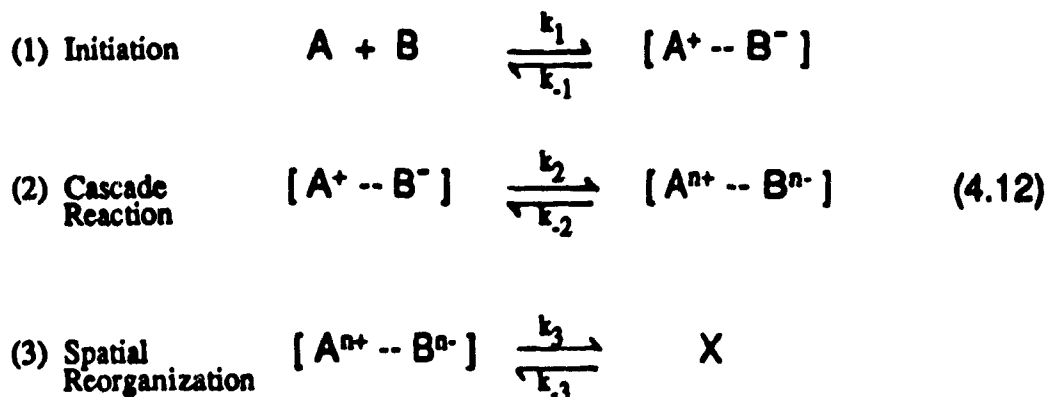 (1) Initiation A + B k₁ k₋₁ [ A⁺ -- B⁻ ]
(2) Cascade Reaction [ A⁺ -- B⁻ ] k₂ k₋₂ [ Aⁿ⁺ -- Bⁿ⁻ ] (4.12)
(3) Spatial Reorganization [ Aⁿ⁺ -- Bⁿ⁻ ] k₃ k₋₃ X